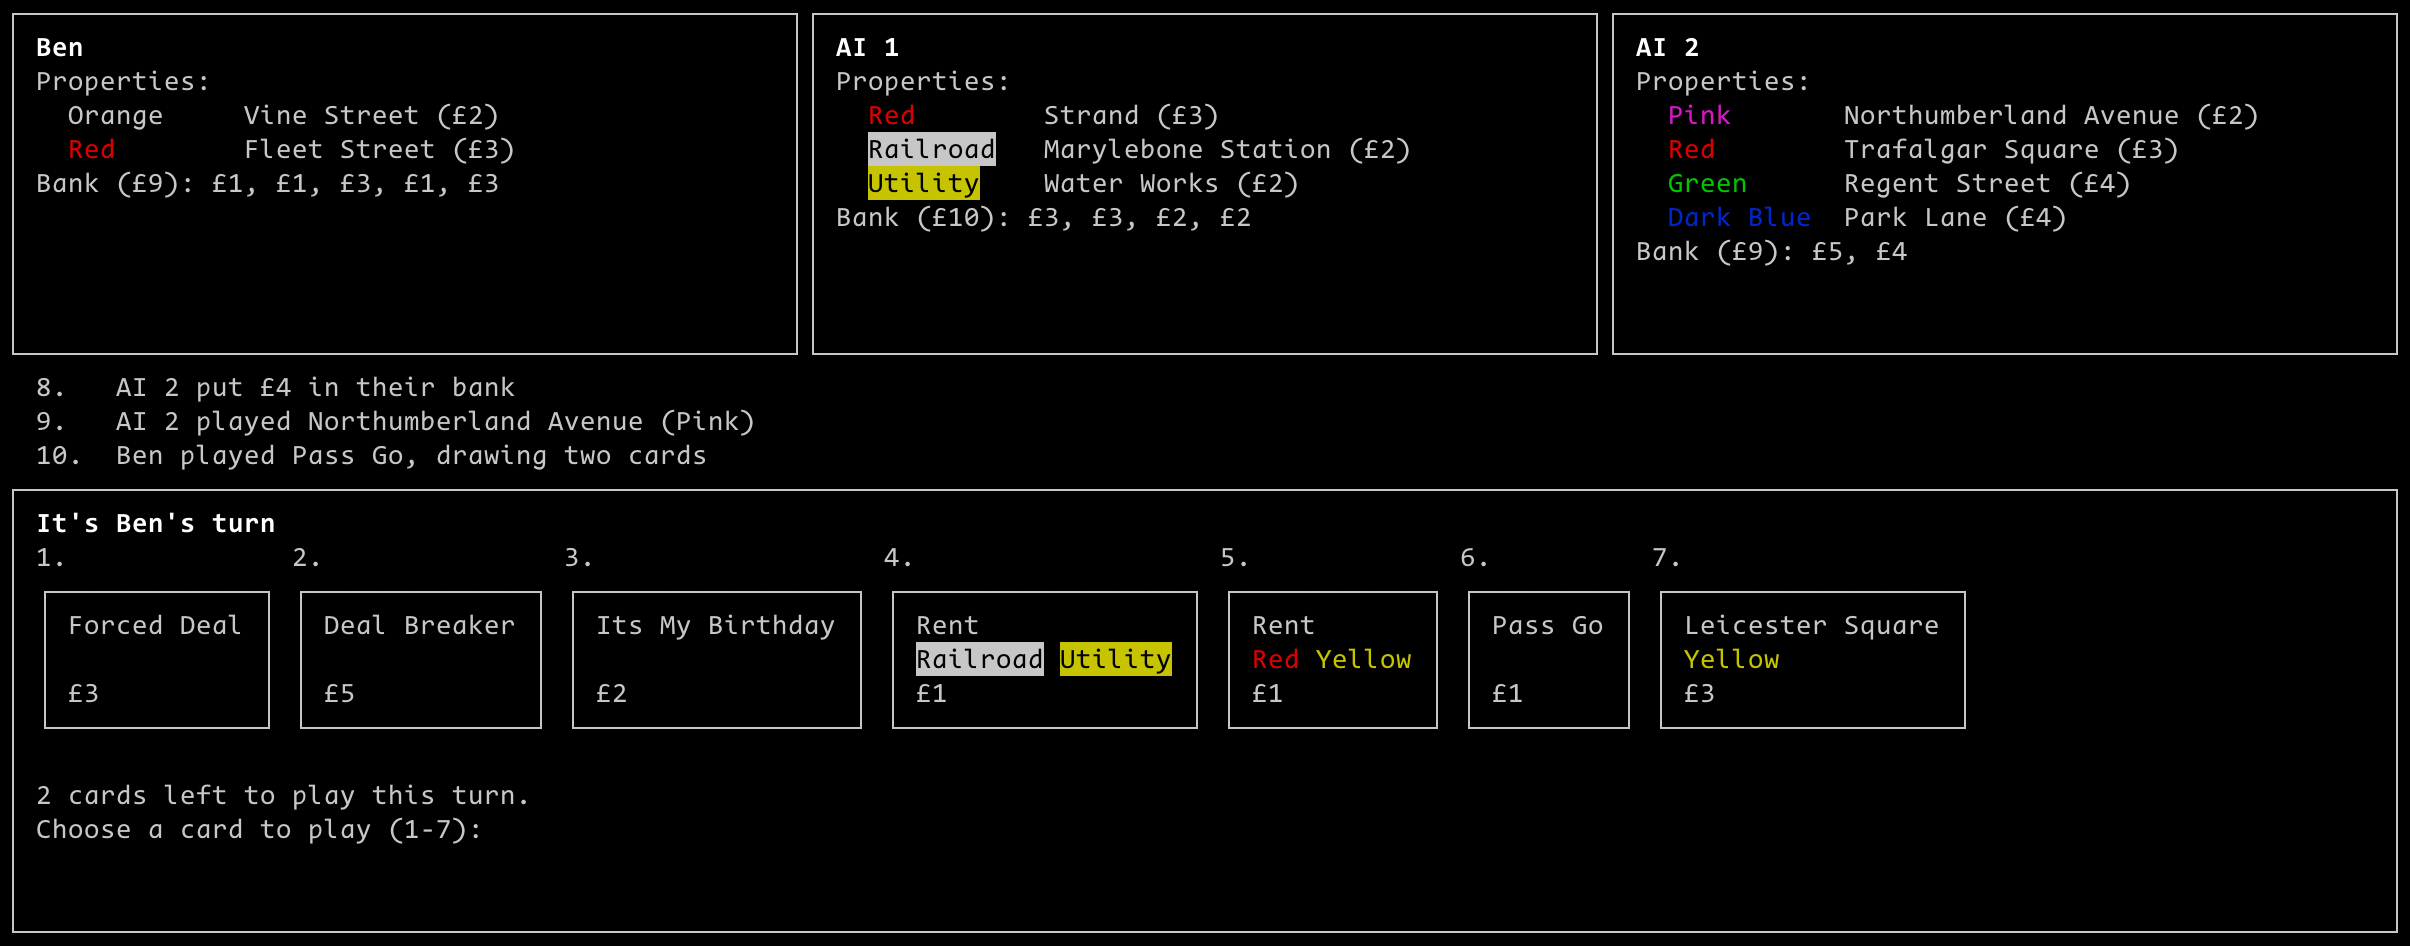 Ben
Properties:
Orange Vine Street (£2)
Red Fleet Street (£3)
Bank (£9): £1, £1, £3, £1, £3
AI 1
Properties:
Red Strand (£3)
Railroad Marylebone Station (£2)
Utility Water Works (£2)
Bank (£10): £3, £3, £2, £2
AI 2
Properties:
Pink Northumberland Avenue (£2)
Red Trafalgar Square (£3)
Green Regent Street (£4)
Dark Blue Park Lane (£4)
Bank (£9): £5, £4
8. AI 2 put £4 in their bank
9. AI 2 played Northumberland Avenue (Pink)
10. Ben played Pass Go, drawing two cards
It's Ben's turn
1. 2. 3. 4. 5. 6. 7.
Forced Deal
£3
Deal Breaker
£5
Its My Birthday
£2
Rent
Railroad Utility
£1
Rent
Red Yellow
£1
Pass Go
£1
Leicester Square
Yellow
£3
2 cards left to play this turn.
Choose a card to play (1-7):